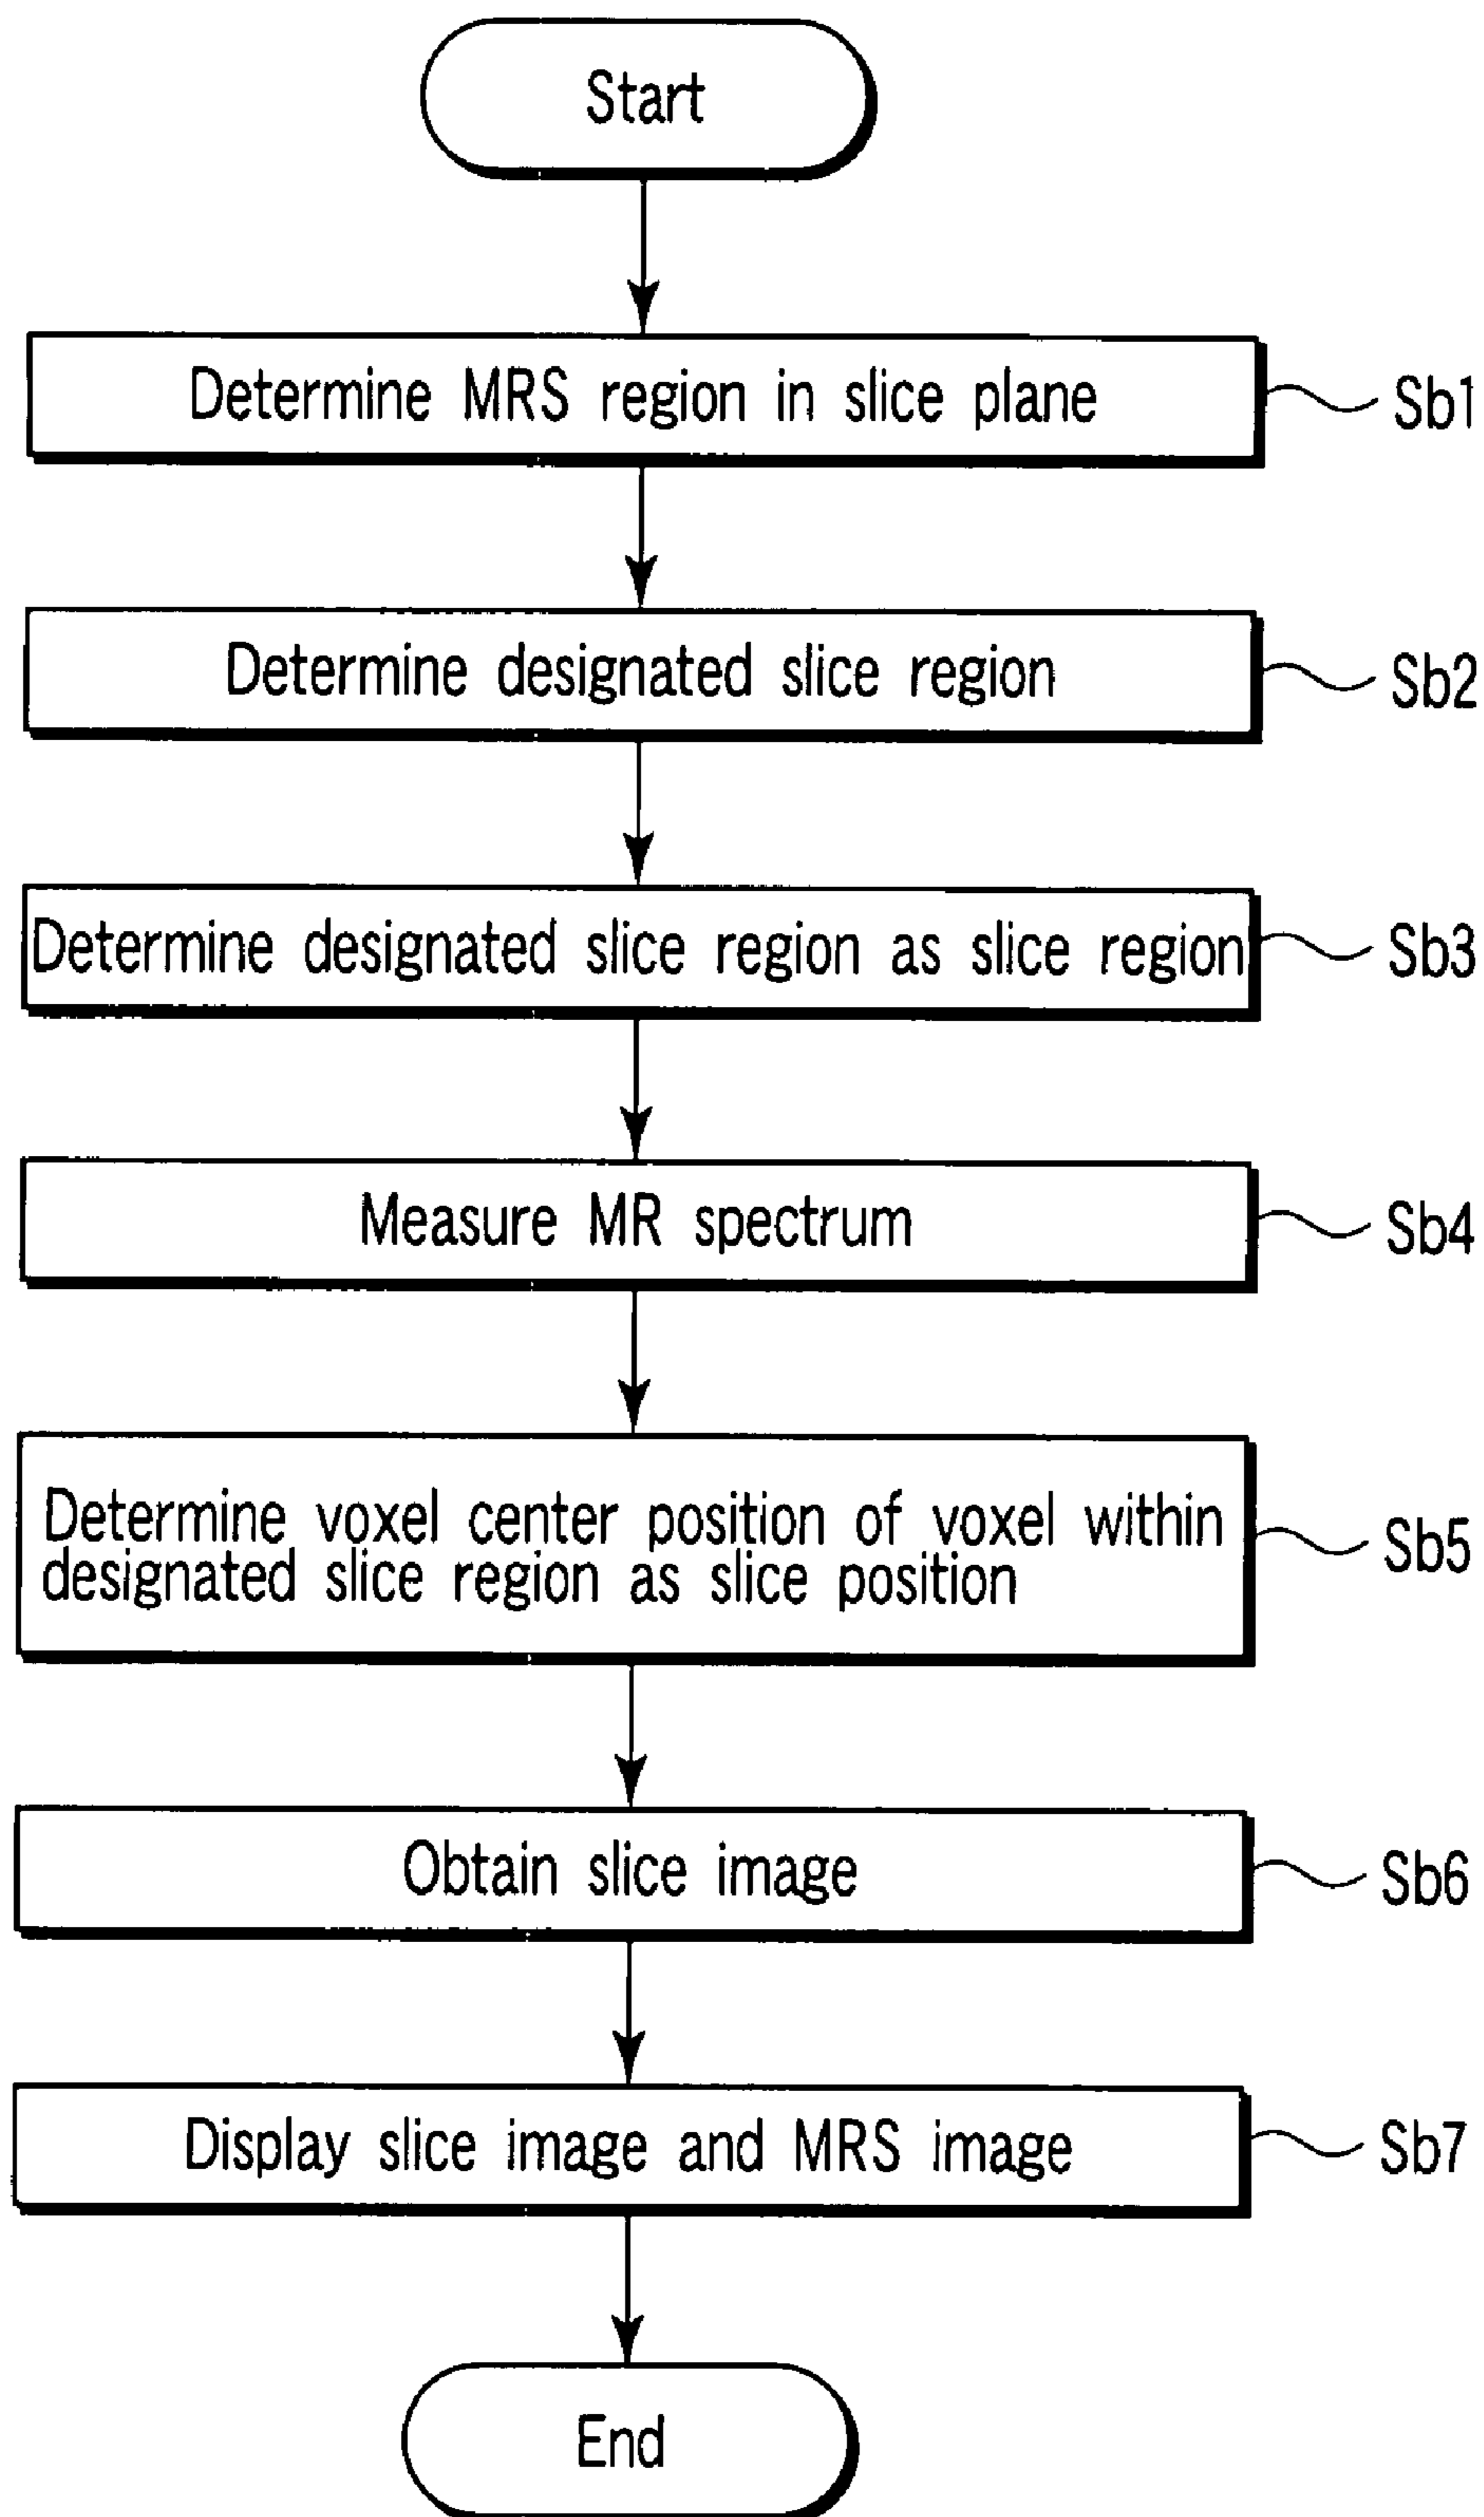 Start
Determine MRS region in slice plane
Sb1
Determine designated slice region
Sb2
Determine designated slice region as slice region
Sb3
Measure MR spectrum
Sb4
Determine voxel center position of voxel within
designated slice region as slice position
Sb5
Obtain slice image
Sb6
Display slice image and MRS image
Sb7
End